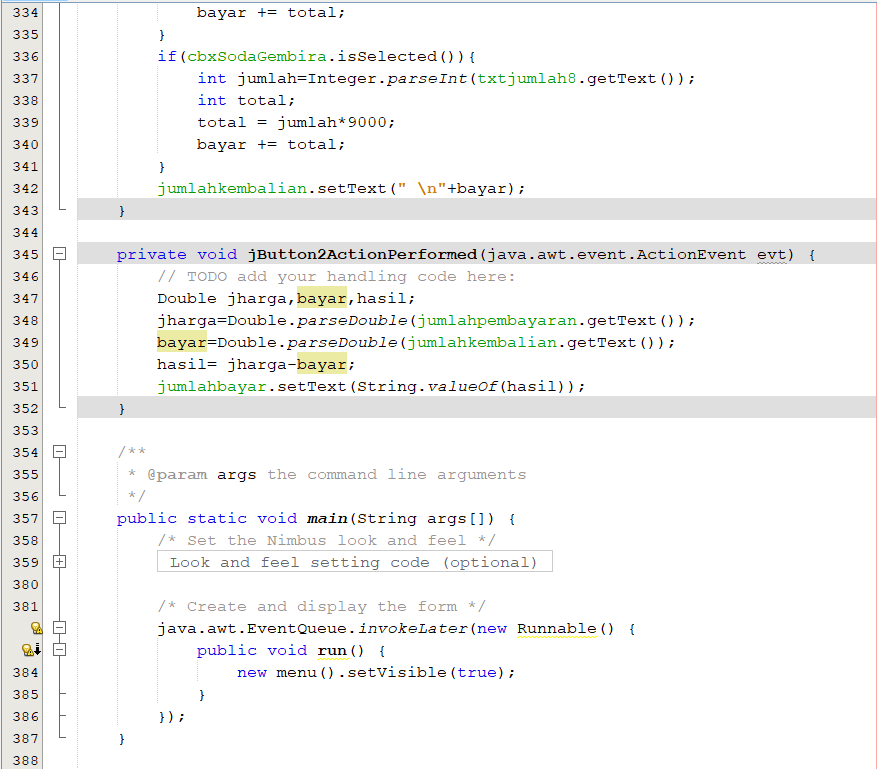 334 bayar += total;
335 }
336 if(cbxSodaGembira.isSelected()){
337 int jumlah=Integer.parseInt(txtjumlah8.getText());
338 int total;
339 total = jumlah*9000;
340 bayar += total;
341 }
342 jumlahkembalian.setText(" \n"+bayar);
343 }
344
345 private void jButton2ActionPerformed(java.awt.event.ActionEvent evt) {
346 // TODO add your handling code here:
347 Double jharga,bayar,hasil;
348 jharga=Double.parseDouble(jumlahpembayaran.getText());
349 bayar=Double.parseDouble(jumlahkembalian.getText());
350 hasil= jharga-bayar;
351 jumlahbayar.setText(String.valueOf(hasil));
352 }
353
354 /**
355 * @param args the command line arguments
356 */
357 public static void main(String args[]) {
358 /* Set the Nimbus look and feel */
359 Look and feel setting code (optional)
380
381 /* Create and display the form */
java.awt.EventQueue.invokeLater(new Runnable() {
public void run() {
384 new menu().setVisible(true);
385 }
386 });
387 }
388